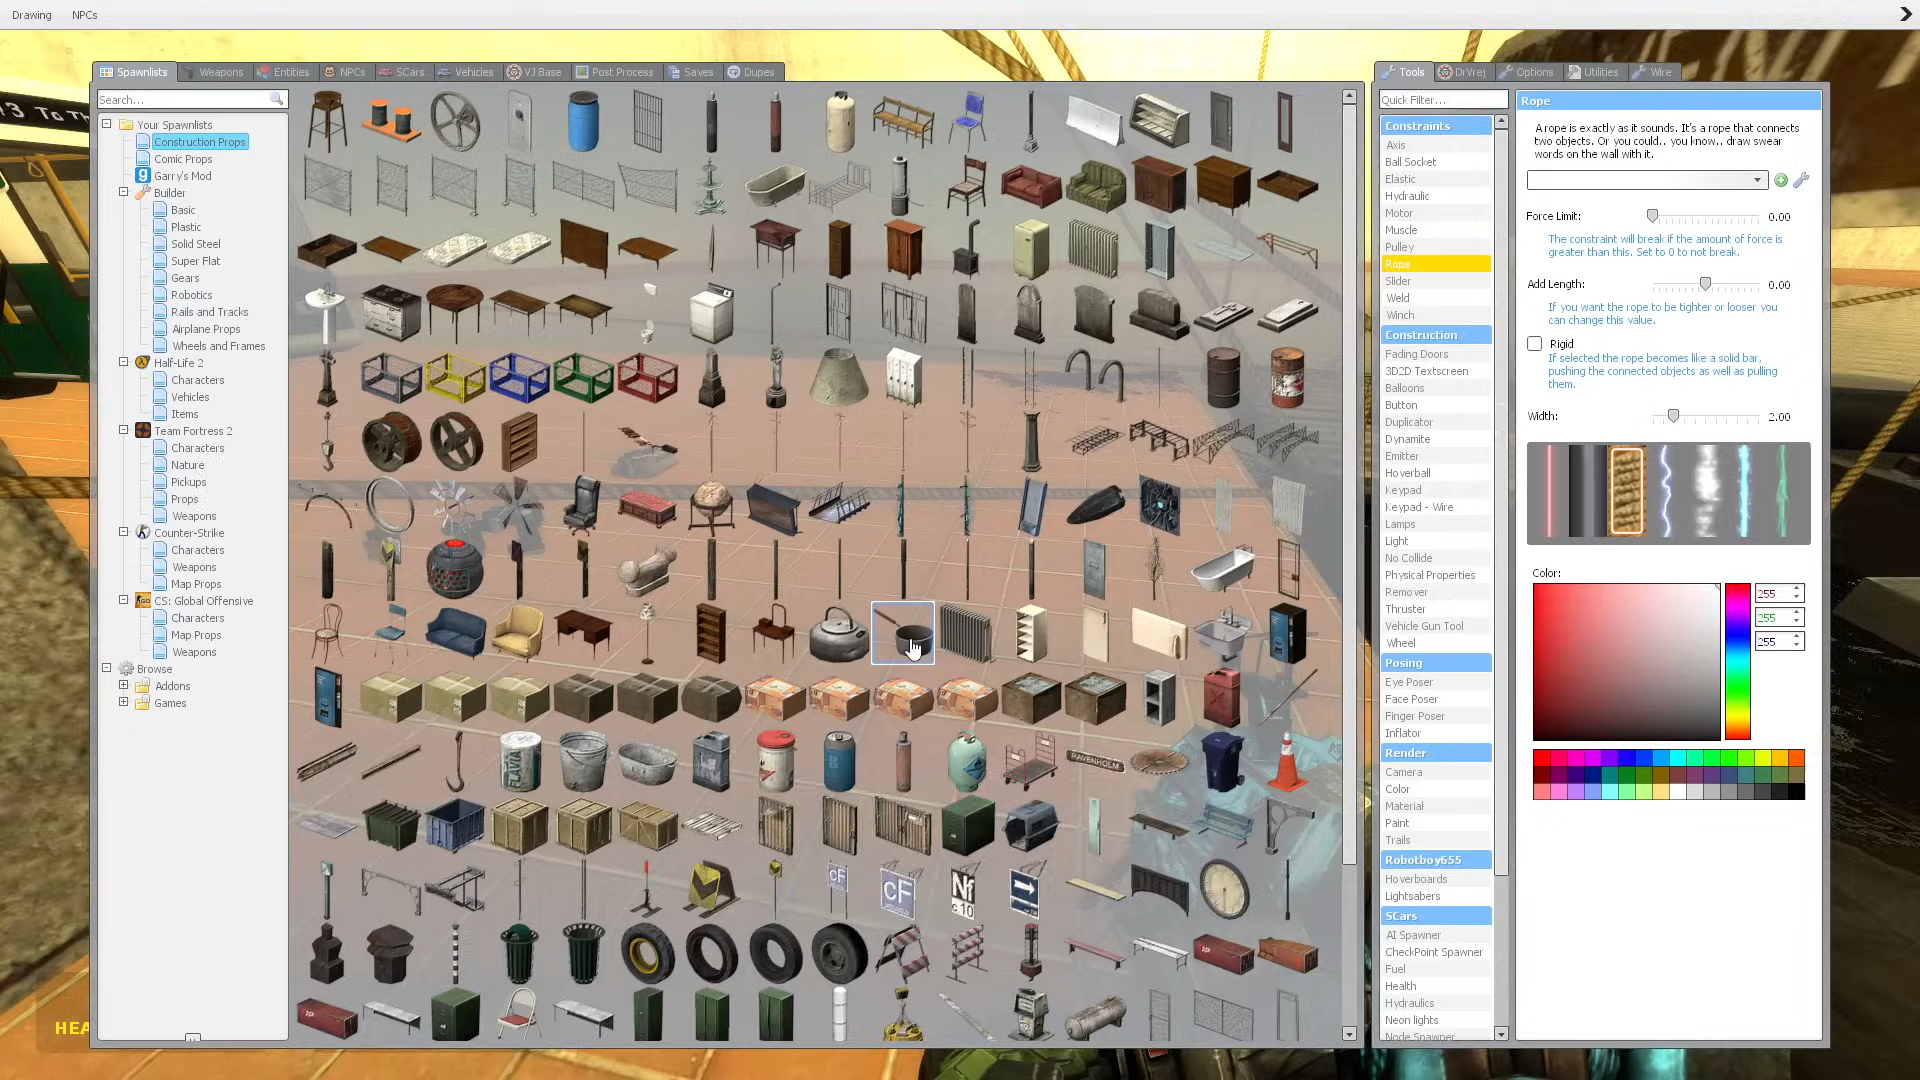 Drawing NPCs
Spawnlists Weapons Entities NPCs SCars Vehicles VJ Base Post Process Saves Dupes
Search...
Your Spawnlists
Construction Props
Comic Props
Garry's Mod
Builder
Basic
Plastic
Solid Steel
Super Flat
Gears
Robotics
Rails and Tracks
Airplane Props
Wheels and Frames
Half-Life 2
Characters
Vehicles
Items
Team Fortress 2
Characters
Nature
Pickups
Props
Weapons
Counter-Strike
Characters
Weapons
Map Props
CS: Global Offensive
Characters
Map Props
Weapons
Browse
Addons
Games
RAVENHOLM
cF
cF
Nf
c 10
HEA
Tools DrVrej Options Utilities Wire
Quick Filter...
Constraints
Axis
Ball Socket
Elastic
Hydraulic
Motor
Muscle
Pulley
Rope
Slider
Weld
Winch
Construction
Fading Doors
3D2D Textscreen
Balloons
Button
Duplicator
Dynamite
Emitter
Hoverball
Keypad
Keypad - Wire
Lamps
Light
No Collide
Physical Properties
Remover
Thruster
Vehicle Gun Tool
Wheel
Posing
Eye Poser
Face Poser
Finger Poser
Inflator
Render
Camera
Color
Material
Paint
Trails
Robotboy655
Hoverboards
Lightsabers
SCars
AI Spawner
CheckPoint Spawner
Fuel
Health
Hydraulics
Neon lights
Node Spawner
Rope
A rope is exactly as it sounds. It's a rope that connects
two objects. Or you could.. you know.. draw swear
words on the wall with it.
Force Limit: 0.00
The constraint will break if the amount of force is
greater than this. Set to 0 to not break.
Add Length: 0.00
If you want the rope to be tighter or looser you
can change this value.
Rigid
If selected the rope becomes like a solid bar,
pushing the connected objects as well as pulling
them.
Width: 2.00
Color:
255
255
255